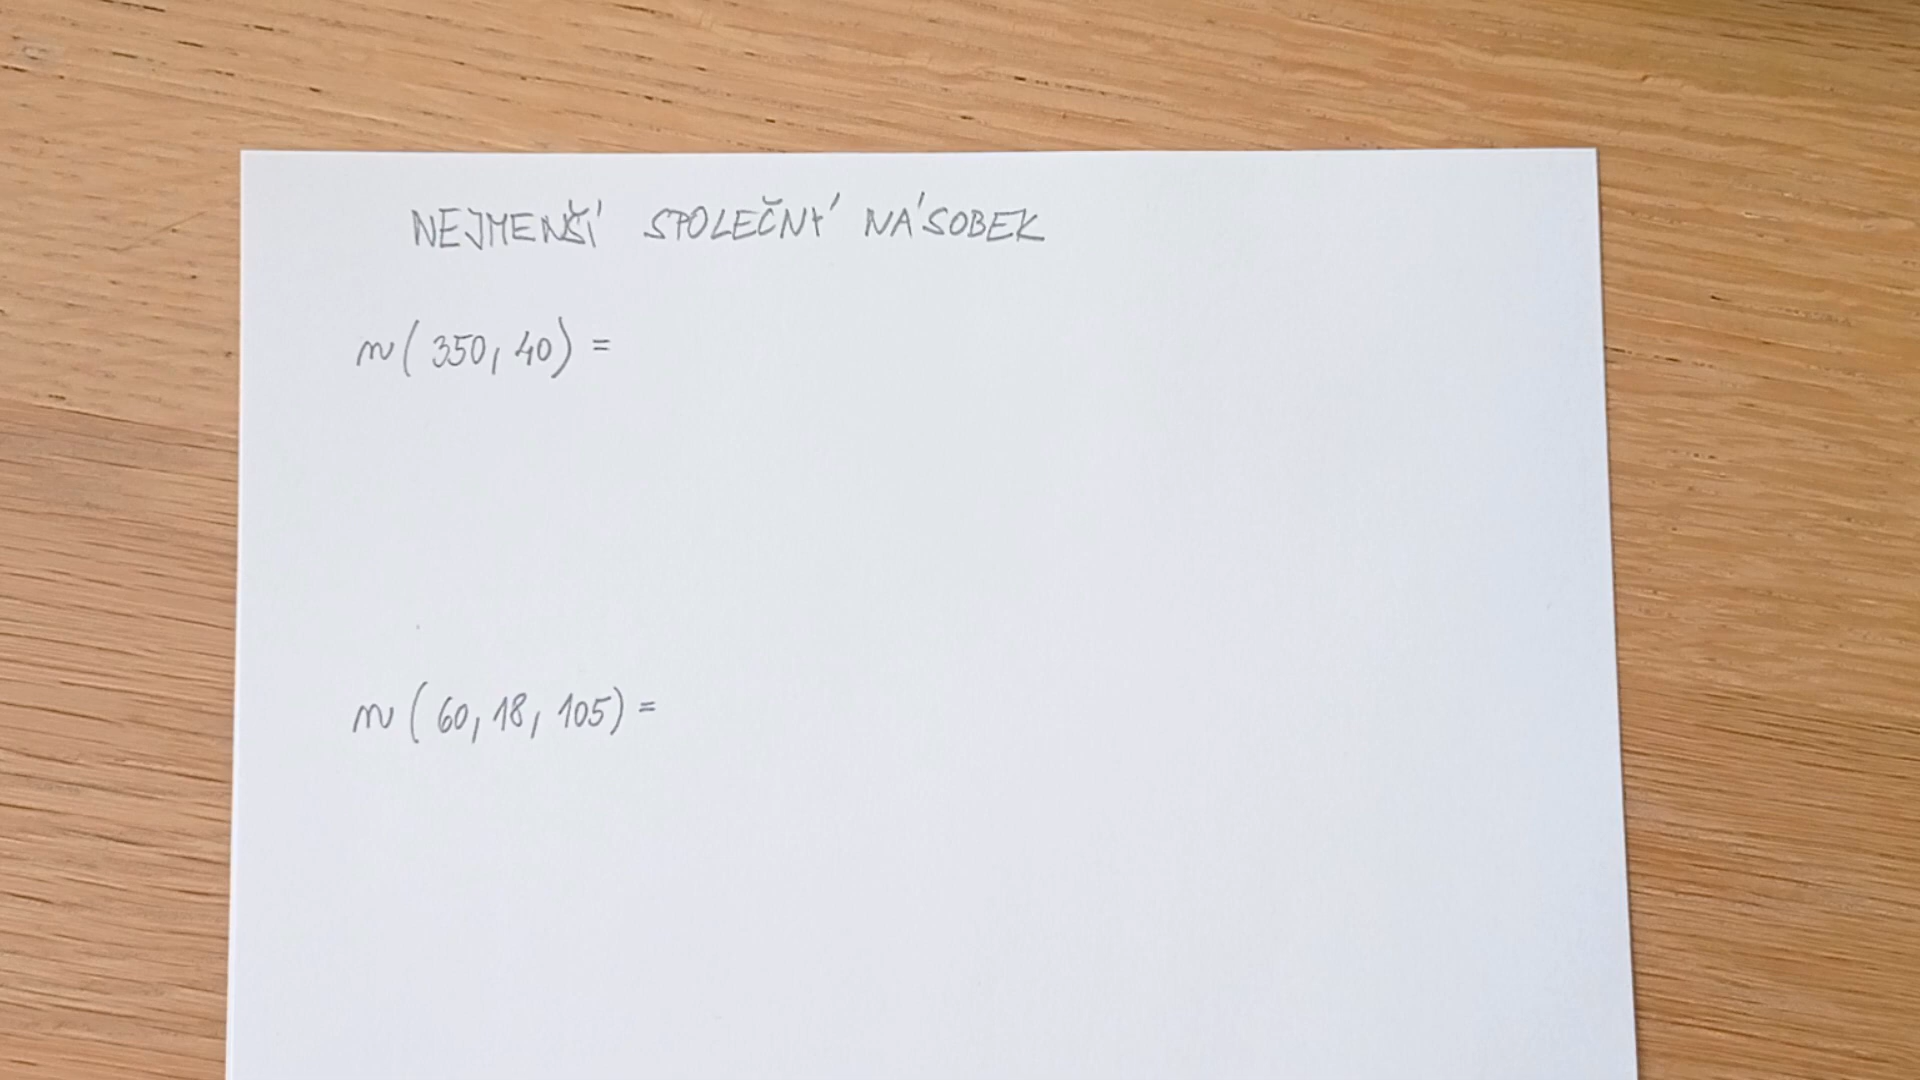 NEJMENŠÍ SPOLEČNÝ NÁSOBEK
n(350, 40) =
n(60, 18, 105) =